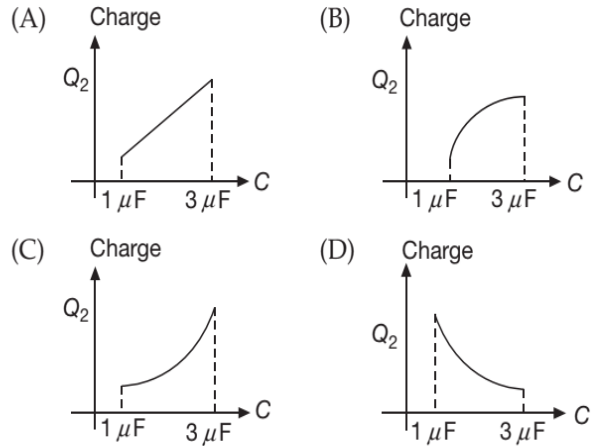 (A) Charge
Q₂
1 μF 3 μF C
(B) Charge
Q₂
1 μF 3 μF C
(C) Charge
Q₂
1 μF 3 μF C
(D) Charge
Q₂
1 μF 3 μF C